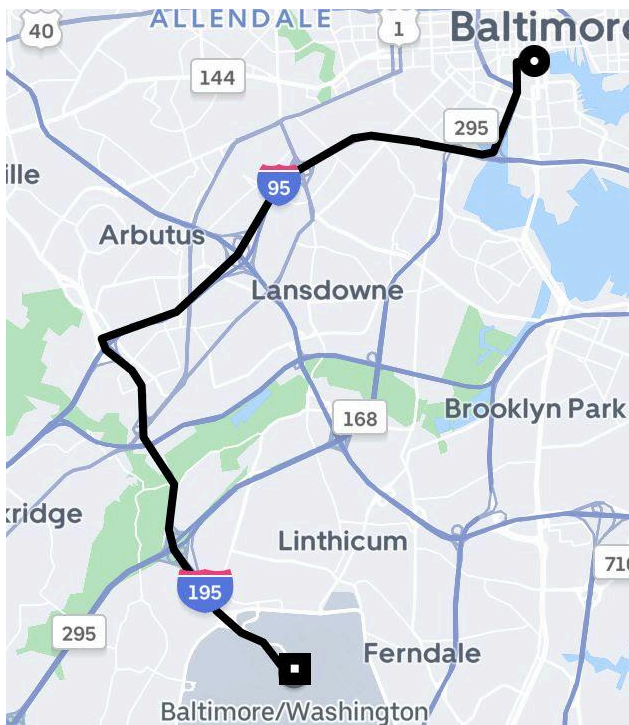 40
ALLENDALE
1
Baltimore
144
295
ille
95
Arbutus
Lansdowne
168
Brooklyn Park
kridge
Linthicum
710
195
295
Ferndale
Baltimore/Washington